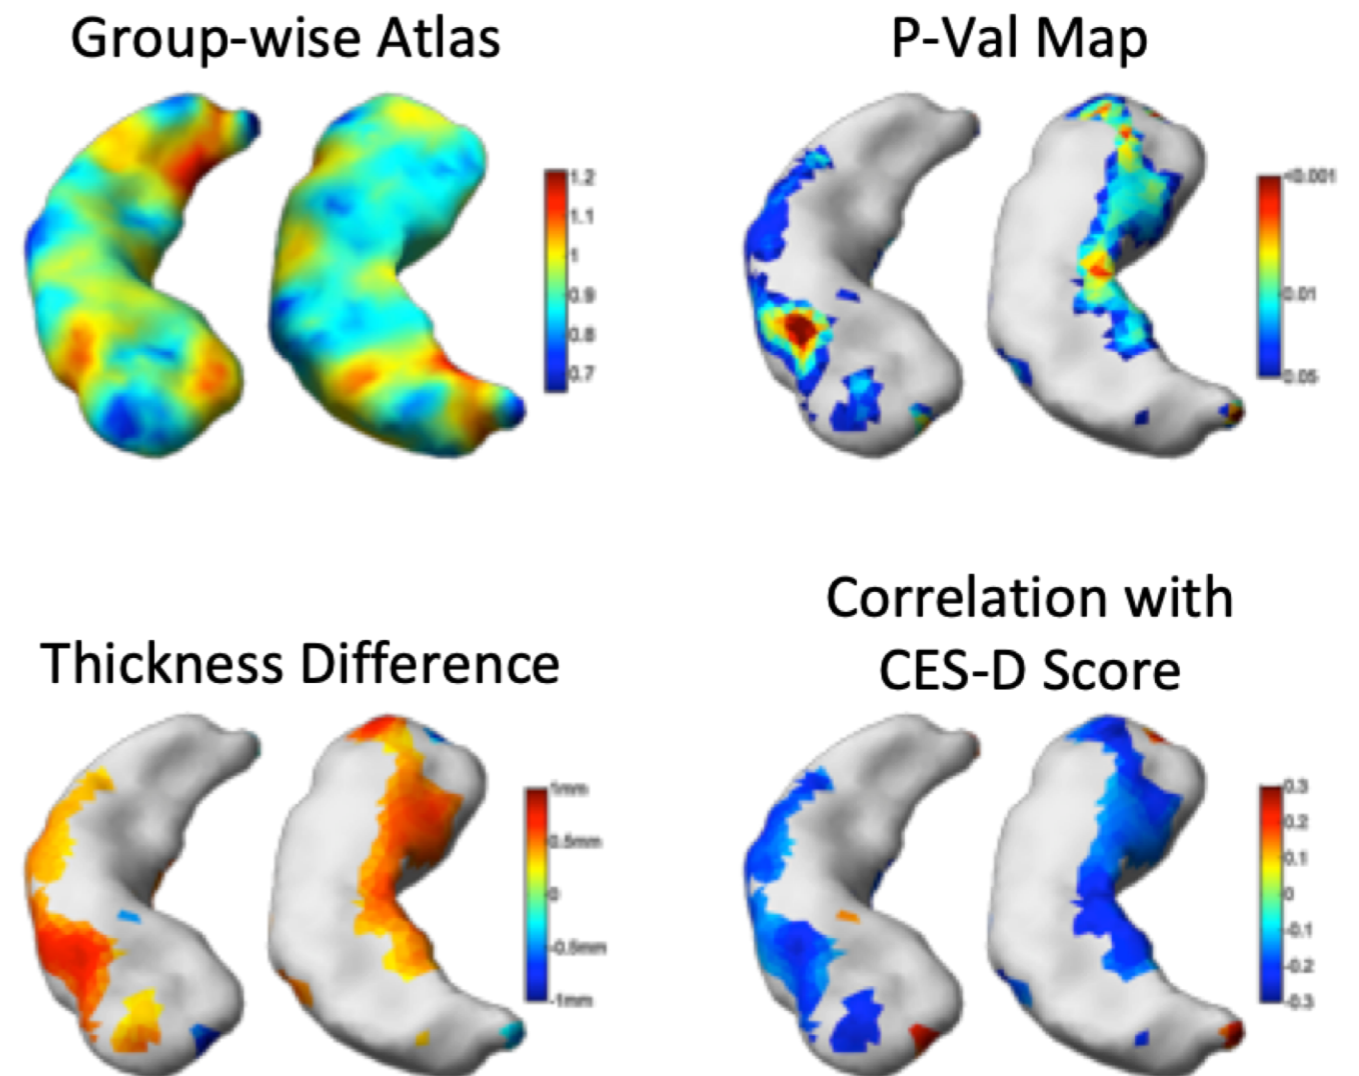 Group-wise Atlas
P-Val Map
1.2
1.1
1
0.9
0.8
0.7
<0.001
0.01
0.05
Thickness Difference
Correlation with
CES-D Score
1mm
0.5mm
0
-0.5mm
-1mm
0.3
0.2
0.1
0
-0.1
-0.2
-0.3